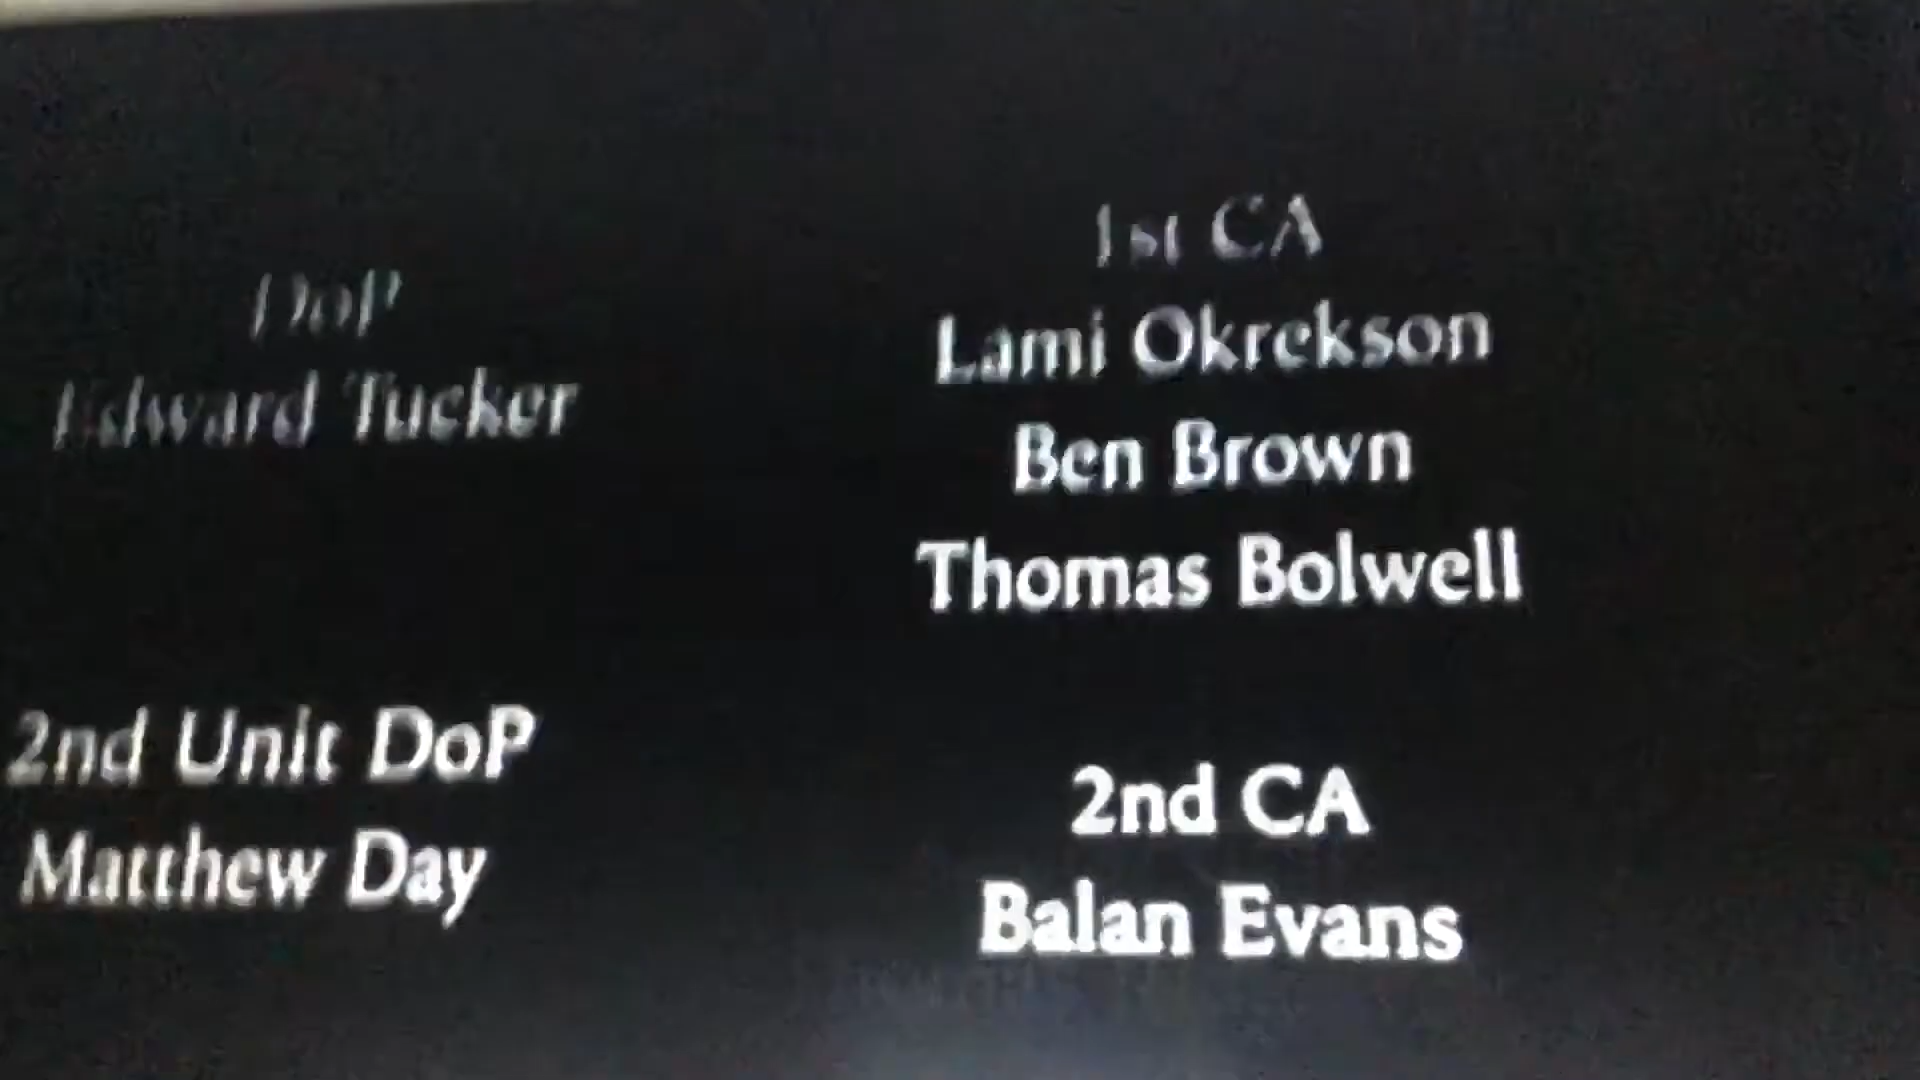 DoP
Edward Tucker
2nd Unit DoP
Matthew Day
1st CA
Lami Okrekson
Ben Brown
Thomas Bolwell
2nd CA
Balan Evans